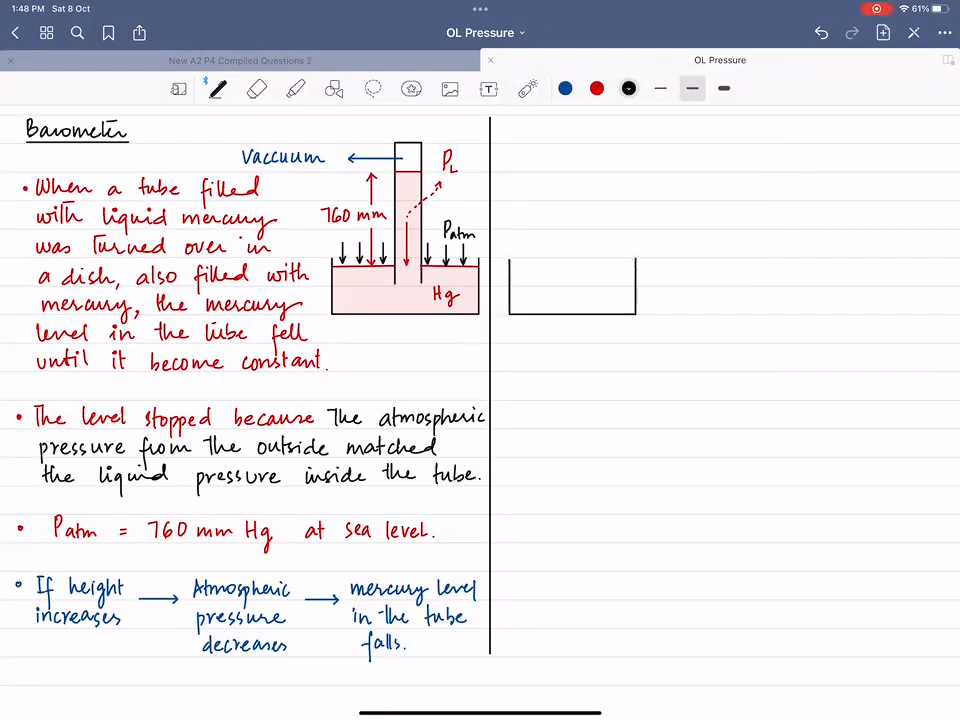 1:48 PM Sat 8 Oct
61%
OL Pressure
New A2 P4 Compiled Questions 2
OL Pressure
Barometer
Vaccuum
PL
760 mm
Patm
Hg
• When a tube filled
with liquid mercury
was turned over in
a dish, also filled with
mercury, the mercury
level in the tube fell
until it become constant.
• The level stopped because the atmospheric
pressure from the outside matched
the liquid pressure inside the tube.
• Patm = 760 mm Hg at sea level.
• If height increases → Atmospheric pressure decreases → mercury level in the tube falls.